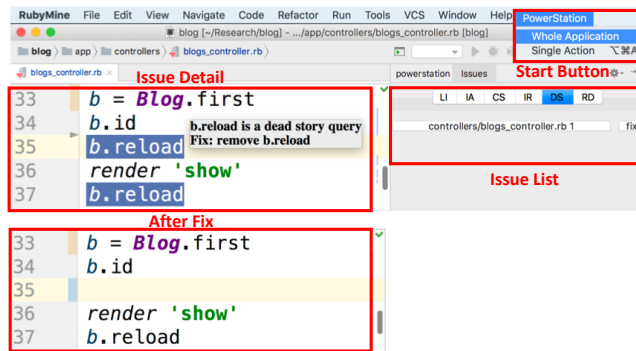 RubyMine File Edit View Navigate Code Refactor Run Tools VCS Window Help PowerStation
blog [~/Research/blog] - .../app/controllers/blogs_controller.rb [blog]
Whole Application
blog app controllers blogs_controller.rb
Single Action ⌥⌘A
blogs_controller.rb ×
Issue Detail
powerstation Issues
Start Button
33 b = Blog.first
LI IA CS IR DS RD
34 b.id
b.reload is a dead story query
controllers/blogs_controller.rb 1 fix
35 b.reload
Fix: remove b.reload
36 render 'show'
Issue List
37 b.reload
After Fix
33 b = Blog.first
34 b.id
35
36 render 'show'
37 b.reload